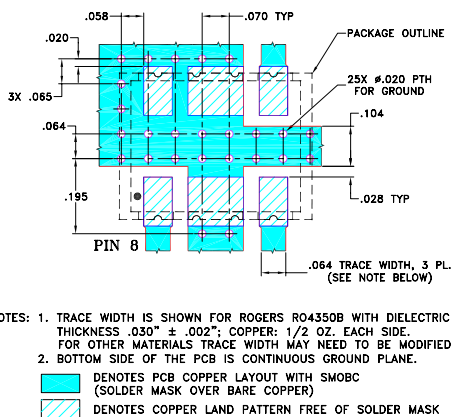 .058
.070 TYP
PACKAGE OUTLINE
.020
25X ø.020 PTH
FOR GROUND
3X .065
.104
.064
.028 TYP
.195
PIN 8
.064 TRACE WIDTH, 3 PL.
(SEE NOTE BELOW)
OTES: 1. TRACE WIDTH IS SHOWN FOR ROGERS RO4350B WITH DIELECTRIC
THICKNESS .030" ± .002"; COPPER: 1/2 OZ. EACH SIDE.
FOR OTHER MATERIALS TRACE WIDTH MAY NEED TO BE MODIFIED
2. BOTTOM SIDE OF THE PCB IS CONTINUOUS GROUND PLANE.
DENOTES PCB COPPER LAYOUT WITH SMOBC
(SOLDER MASK OVER BARE COPPER)
DENOTES COPPER LAND PATTERN FREE OF SOLDER MASK